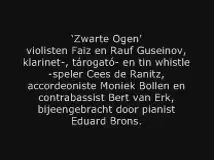 'Zwarte Ogen'
violisten Faiz en Rauf Guseinov,
klarinet-, tárogató- en tin whistle
-speler Cees de Ranitz,
accordeoniste Moniek Bollen en
contrabassist Bert van Erk,
bijeengebracht door pianist
Eduard Brons.